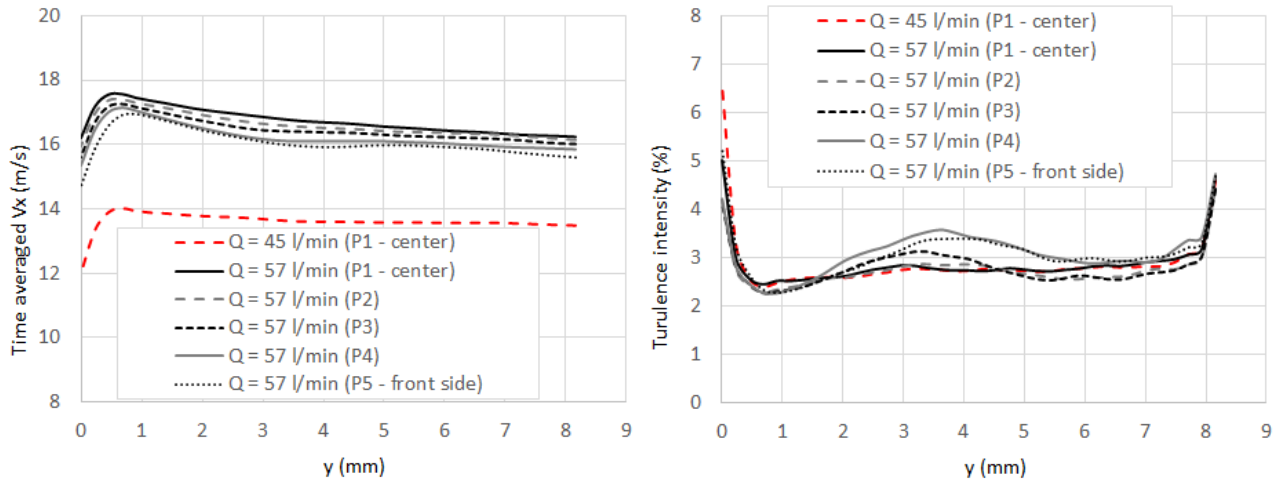 Time averaged Vx (m/s)
20
18
16
14
12
10
8
Q = 45 l/min (P1 - center)
Q = 57 l/min (P1 - center)
Q = 57 l/min (P2)
Q = 57 l/min (P3)
Q = 57 l/min (P4)
Q = 57 l/min (P5 - front side)
0 1 2 3 4 5 6 7 8 9
y (mm)
Turulence intensity (%)
8
7
6
5
4
3
2
1
0
Q = 45 l/min (P1 - center)
Q = 57 l/min (P1 - center)
Q = 57 l/min (P2)
Q = 57 l/min (P3)
Q = 57 l/min (P4)
Q = 57 l/min (P5 - front side)
0 1 2 3 4 5 6 7 8 9
y (mm)